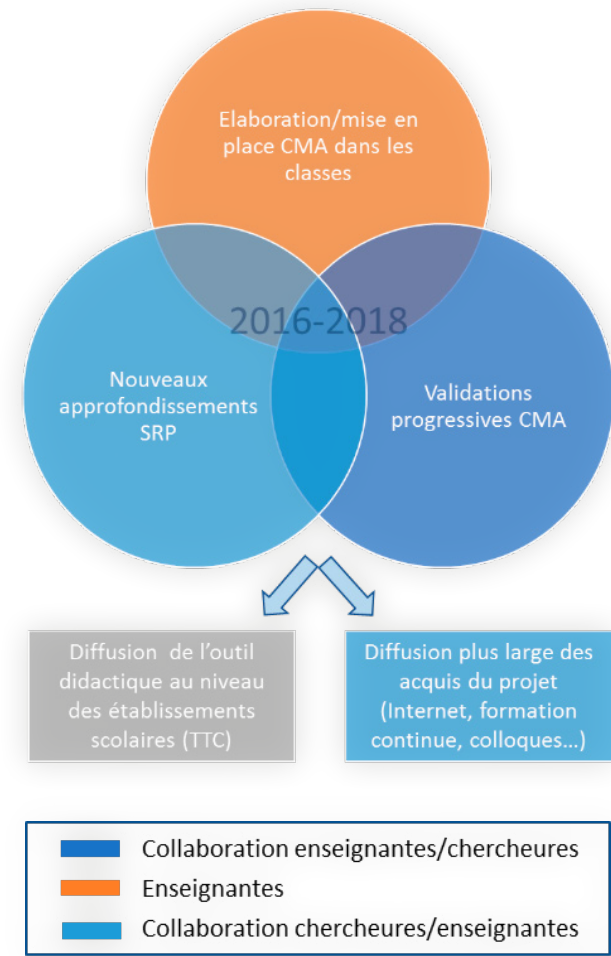 Elaboration/mise en
place CMA dans les
classes
2016-2018
Nouveaux
approfondissements
SRP
Validations
progressives CMA
Diffusion de l’outil
didactique au niveau
des établissements
scolaires (TTC)
Diffusion plus large des
acquis du projet
(Internet, formation
continue, colloques…)
Collaboration enseignantes/chercheures
Enseignantes
Collaboration chercheures/enseignantes